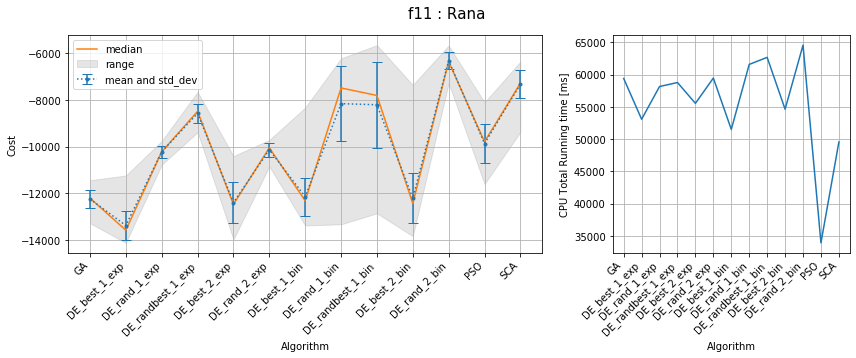 f11 : Rana
median
range
mean and std_dev
Cost
−6000
−8000
−10000
−12000
−14000
GA
DE_best_1_exp
DE_rand_1_exp
DE_randbest_1_exp
DE_best_2_exp
DE_rand_2_exp
DE_best_1_bin
DE_rand_1_bin
DE_randbest_1_bin
DE_best_2_bin
DE_rand_2_bin
PSO
SCA
Algorithm
CPU Total Running time [ms]
65000
60000
55000
50000
45000
40000
35000
GA
DE_best_1_exp
DE_rand_1_exp
DE_randbest_1_exp
DE_best_2_exp
DE_rand_2_exp
DE_best_1_bin
DE_rand_1_bin
DE_randbest_1_bin
DE_best_2_bin
DE_rand_2_bin
PSO
SCA
Algorithm